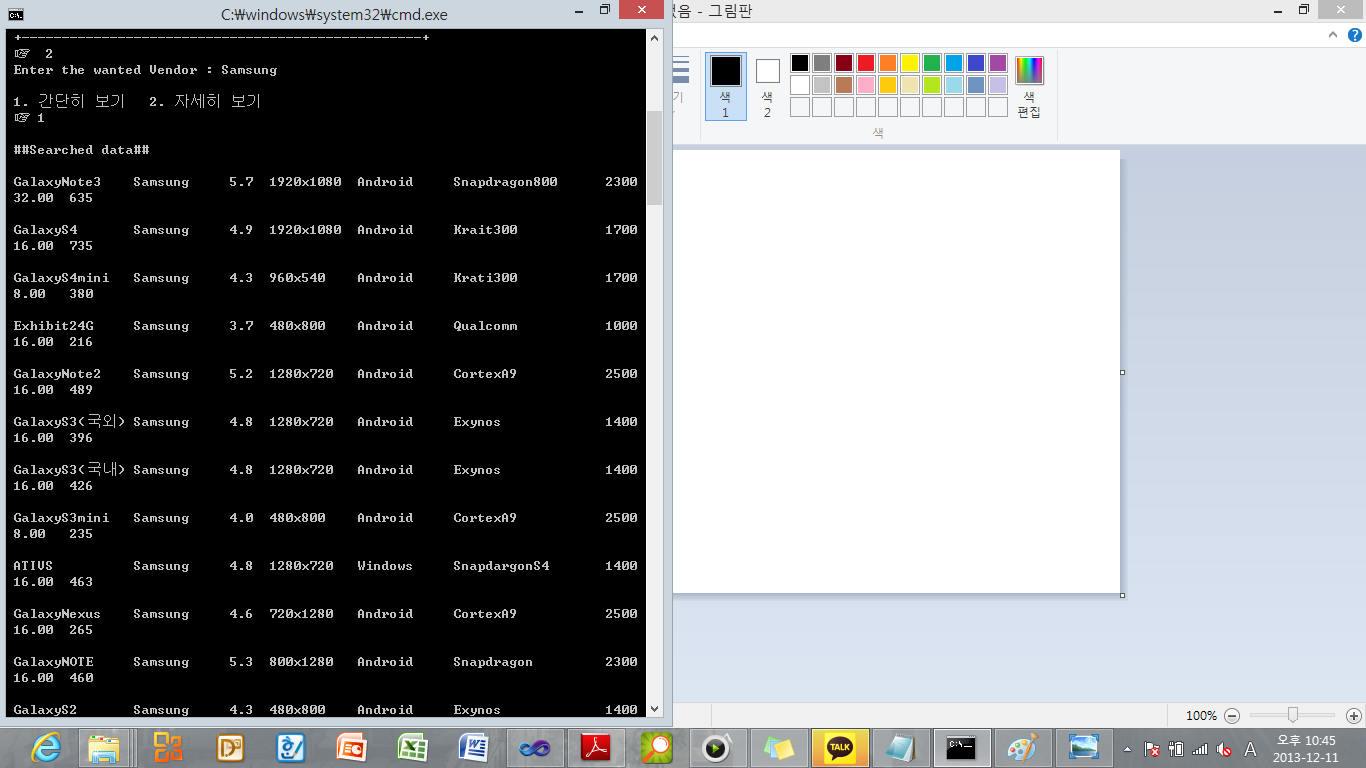 C:₩windows₩system32₩cmd.exe
+--------------------------------------------------+
☞ 2
Enter the wanted Vendor : Samsung
1. 간단히 보기 2. 자세히 보기
☞ 1
##Searched data##
GalaxyNote3 Samsung 5.7 1920x1080 Android Snapdragon800 2300
32.00 635
GalaxyS4 Samsung 4.9 1920x1080 Android Krait300 1700
16.00 735
GalaxyS4mini Samsung 4.3 960x540 Android Krati300 1700
8.00 380
Exhibit24G Samsung 3.7 480x800 Android Qualcomm 1000
16.00 216
GalaxyNote2 Samsung 5.2 1280x720 Android CortexA9 2500
16.00 489
GalaxyS3(국외) Samsung 4.8 1280x720 Android Exynos 1400
16.00 396
GalaxyS3(국내) Samsung 4.8 1280x720 Android Exynos 1400
16.00 426
GalaxyS3mini Samsung 4.0 480x800 Android CortexA9 2500
8.00 235
ATIVS Samsung 4.8 1280x720 Windows SnapdargonS4 1400
16.00 463
GalaxyNexus Samsung 4.6 720x1280 Android CortexA9 2500
16.00 265
GalaxyNOTE Samsung 5.3 800x1280 Android Snapdragon 2300
16.00 460
GalaxyS2 Samsung 4.3 480x800 Android Exynos 1400
없음 - 그림판
기
색
1
색
2
색
편집
색
100%
TALK
A
오후 10:45
2013-12-11